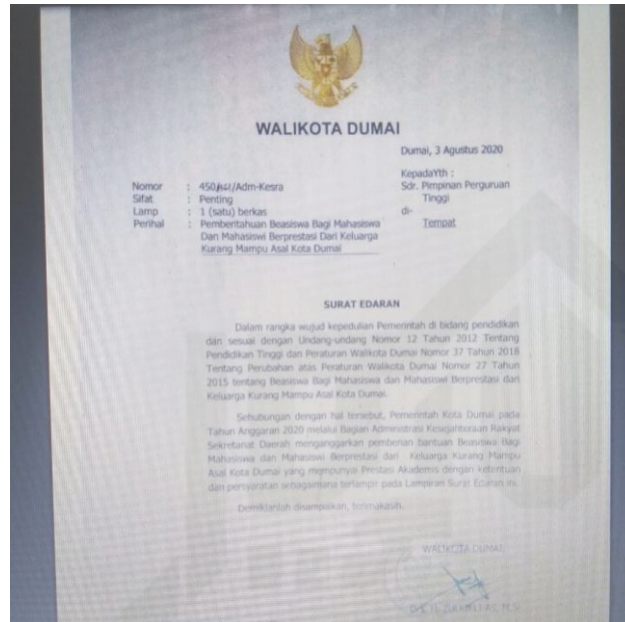 WALIKOTA DUMAI
Dumai, 3 Agustus 2020
KepadaYth :
Sdr. Pimpinan Perguruan
Tinggi
di-
Tempat
Nomor : 450/ /Adm-Kesra
Sifat : Penting
Lamp : 1 (satu) berkas
Perihal : Pemberitahuan Beasiswa Bagi Mahasiswa
Dan Mahasiswi Berprestasi Dari Keluarga
Kurang Mampu Asal Kota Dumai
SURAT EDARAN
Dalam rangka wujud kepedulian Pemerintah di bidang pendidikan
dan sesuai dengan Undang-undang Nomor 12 Tahun 2012 Tentang
Pendidikan Tinggi dan Peraturan Walikota Dumai Nomor 37 Tahun 2018
Tentang Perubahan atas Peraturan Walikota Dumai Nomor 27 Tahun
2015 tentang Beasiswa Bagi Mahasiswa dan Mahasiswi Berprestasi dari
Keluarga Kurang Mampu Asal Kota Dumai.
Sehubungan dengan hal tersebut, Pemerintah Kota Dumai pada
Tahun Anggaran 2020 melalui Bagian Administrasi Kesejahteraan Rakyat
Sekretariat Daerah menganggarkan pemberian bantuan Beasiswa Bagi
Mahasiswa dan Mahasiswi Berprestasi dari Keluarga Kurang Mampu
Asal Kota Dumai yang mempunyai Prestasi Akademis dengan ketentuan
dan persyaratan sebagaimana terlampir pada Lampiran Surat Edaran ini.
Demikianlah disampaikan, terimakasih.
WALIKOTA DUMAI,